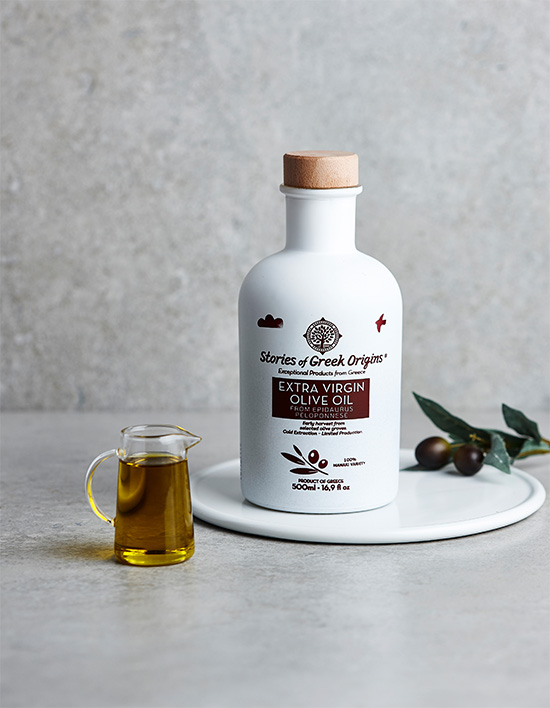 Stories of Greek Origins®
Exceptional Products from Greece
EXTRA VIRGIN
OLIVE OIL
FROM EPIDAURUS
PELOPONNESE
Early harvest from
selected olive groves
Cold Extraction - Limited Production
100%
MANAKI VARIETY
PRODUCT OF GREECE
500ml - 16,9 fl oz